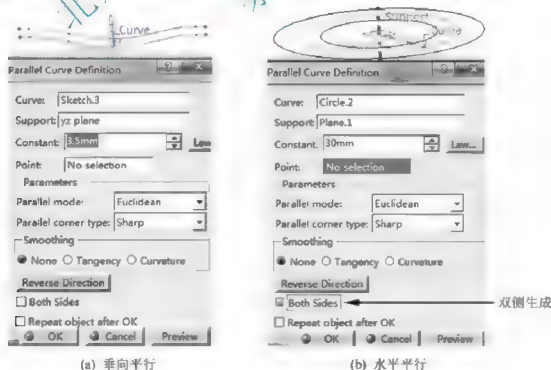 Curve
Parallel Curve Definition
Curve: Sketch.3
Support: yz plane
Constant: 8.5mm
Law
Point: No selection
Parameters
Parallel mode: Euclidean
Parallel corner type: Sharp
Smoothing
None Tangency Curvature
Reverse Direction
Both Sides
Repeat object after OK
OK Cancel Preview
(a) 垂向平行
Support
Parallel Curve Definition
Curve: Circle.2
Support: Plane.1
Constant: 30mm
Law...
Point: No selection
Parameters
Parallel mode: Euclidean
Parallel corner type: Sharp
Smoothing
None Tangency Curvature
Reverse Direction
Both Sides
双侧生成
Repeat object after OK
OK Cancel Preview
(b) 水平平行